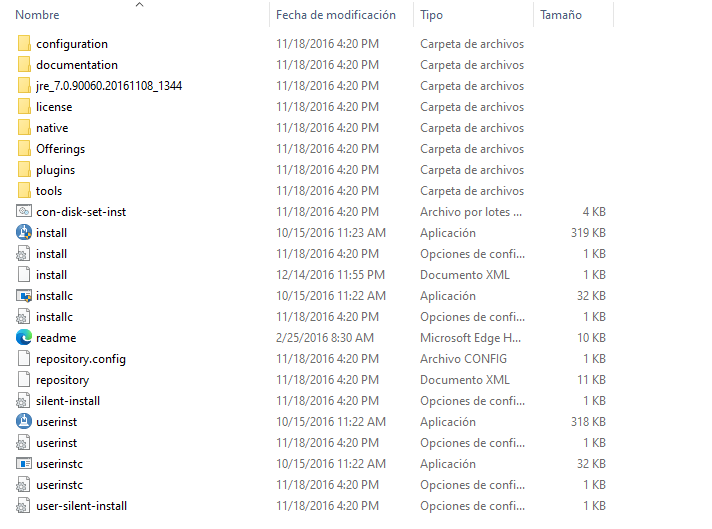 Nombre Fecha de modificación Tipo Tamaño
configuration 11/18/2016 4:20 PM Carpeta de archivos
documentation 11/18/2016 4:20 PM Carpeta de archivos
jre_7.0.90060.20161108_1344 11/18/2016 4:20 PM Carpeta de archivos
license 11/18/2016 4:20 PM Carpeta de archivos
native 11/18/2016 4:20 PM Carpeta de archivos
Offerings 11/18/2016 4:20 PM Carpeta de archivos
plugins 11/18/2016 4:20 PM Carpeta de archivos
tools 11/18/2016 4:20 PM Carpeta de archivos
con-disk-set-inst 11/18/2016 4:20 PM Archivo por lotes ... 4 KB
install 10/15/2016 11:23 AM Aplicación 319 KB
install 11/18/2016 4:20 PM Opciones de confi... 1 KB
install 12/14/2016 11:55 PM Documento XML 1 KB
installc 10/15/2016 11:22 AM Aplicación 32 KB
installc 11/18/2016 4:20 PM Opciones de confi... 1 KB
readme 2/25/2016 8:30 AM Microsoft Edge H... 10 KB
repository.config 11/18/2016 4:20 PM Archivo CONFIG 1 KB
repository 11/18/2016 4:20 PM Documento XML 11 KB
silent-install 11/18/2016 4:20 PM Opciones de confi... 1 KB
userinst 10/15/2016 11:22 AM Aplicación 318 KB
userinst 11/18/2016 4:20 PM Opciones de confi... 1 KB
userinstc 10/15/2016 11:22 AM Aplicación 32 KB
userinstc 11/18/2016 4:20 PM Opciones de confi... 1 KB
user-silent-install 11/18/2016 4:20 PM Opciones de confi... 1 KB